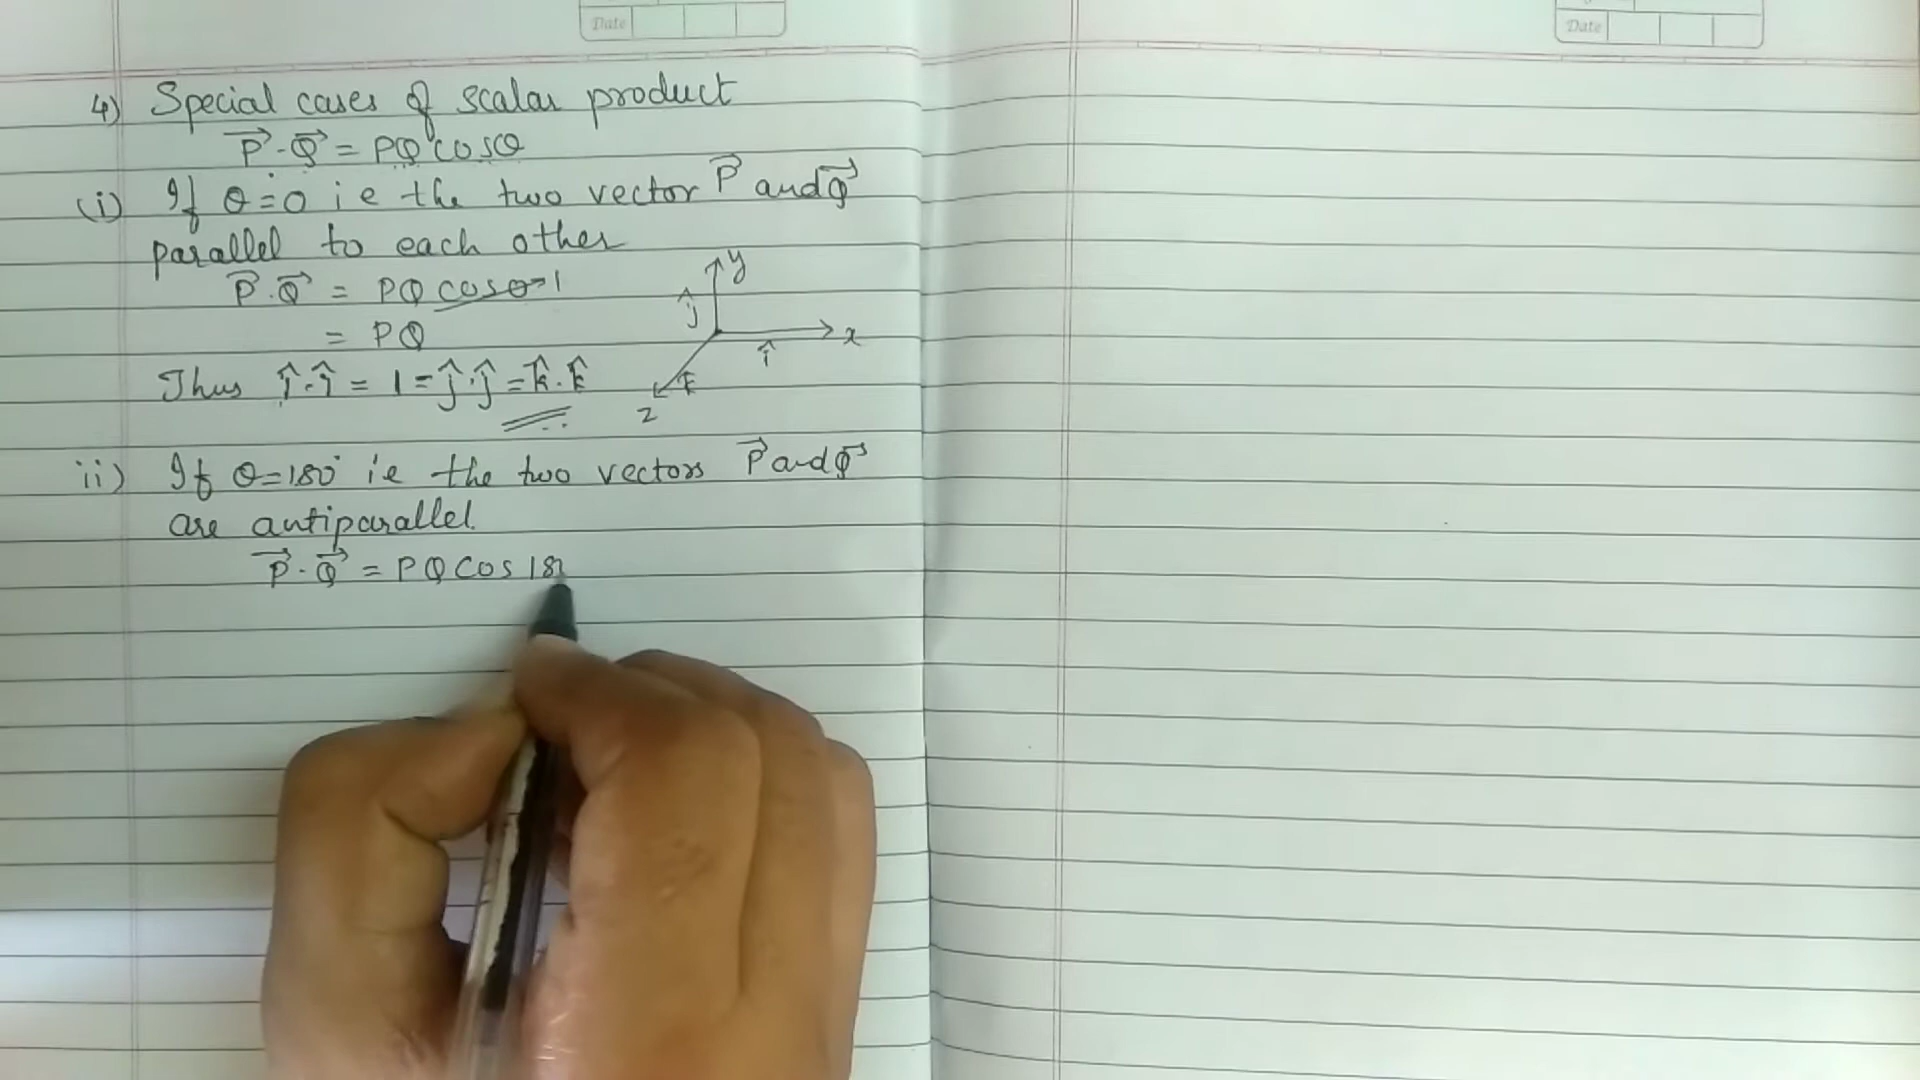 Date
Date
4) Special cases of scalar product
P⃗·Q⃗ = PQ cosθ
(i) If θ=0 i e the two vector P⃗ and Q⃗
parallel to each other
P⃗.Q⃗ = PQ cosθ=1
= PQ
Thus î·î = 1 = ĵ·ĵ = k̂.k̂
y
ĵ
x
î
k̂
z
ii) If θ=180° i.e the two vectors P⃗ and Q⃗
are antiparallel.
P⃗·Q⃗ = PQ cos 18